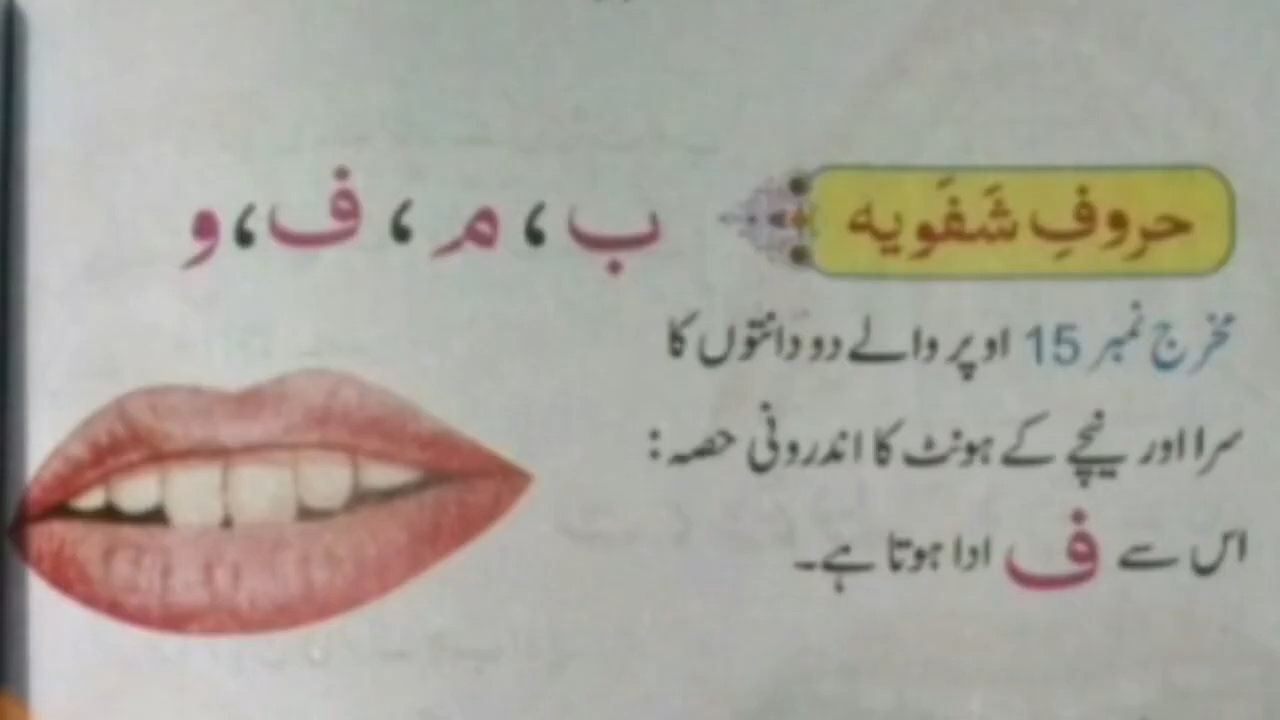 حروفِ شَفَویہ ب، م، ف، و
مخرج نمبر 15 اوپر والے دو دانتوں کا
سرا اور نیچے کے ہونٹ کا اندرونی حصہ:
اس سے ف ادا ہوتا ہے۔